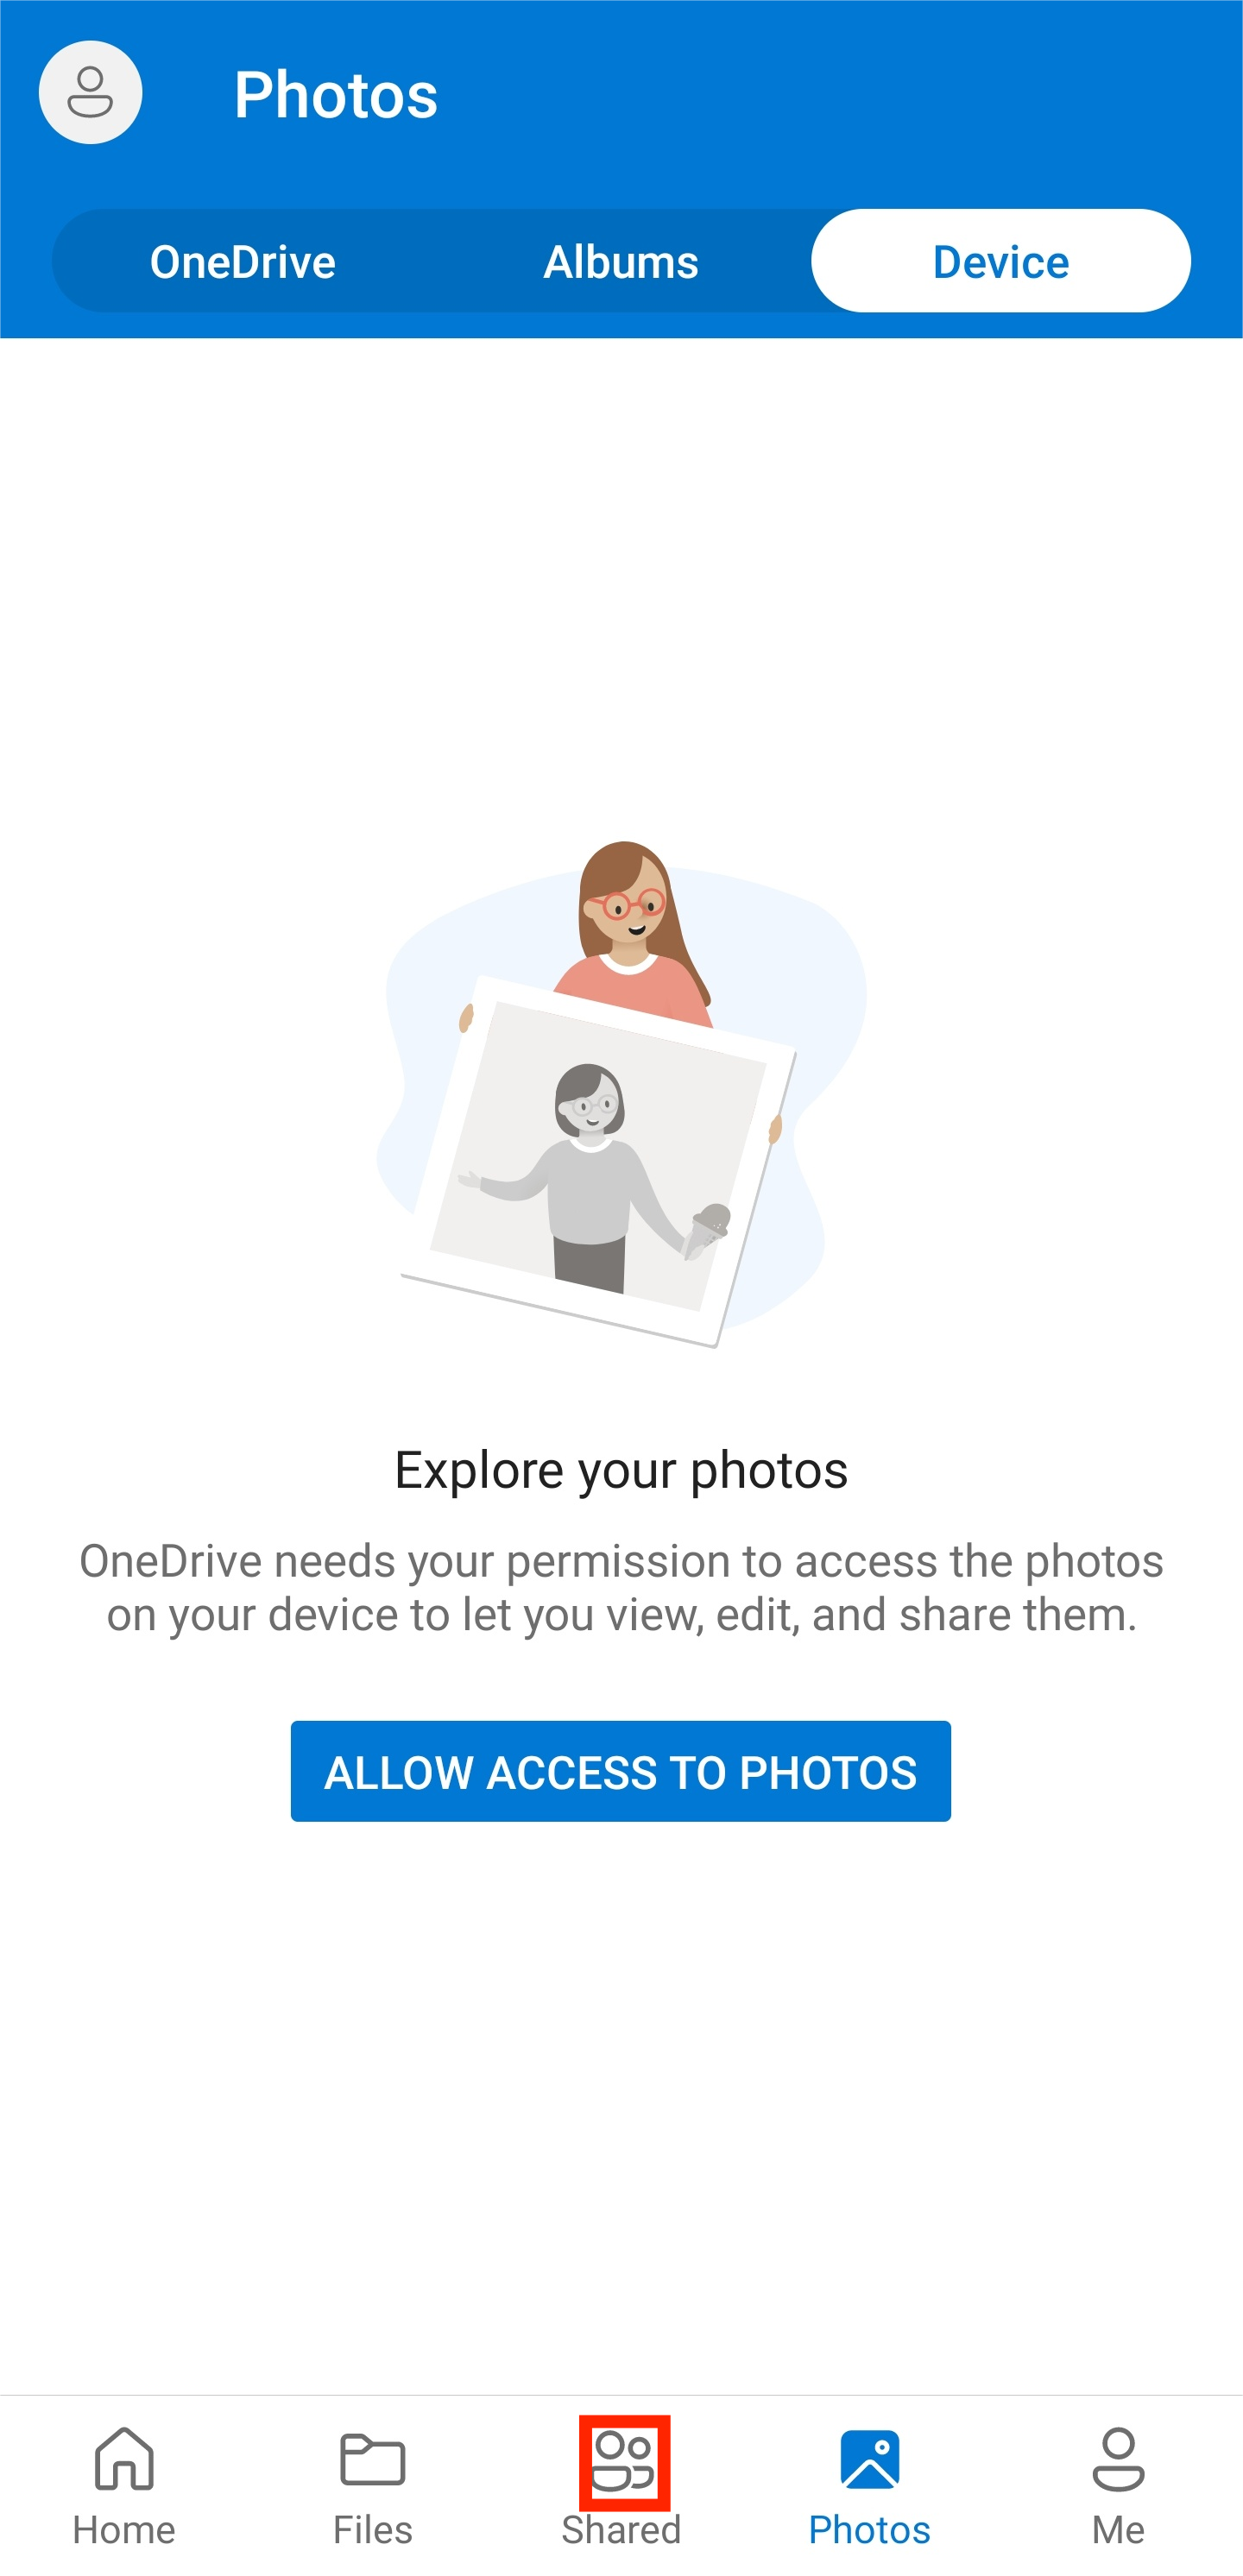 Photos
OneDrive
Albums
Device
Explore your photos
OneDrive needs your permission to access the photos
on your device to let you view, edit, and share them.
ALLOW ACCESS TO PHOTOS
Home
Files
Shared
Photos
Me